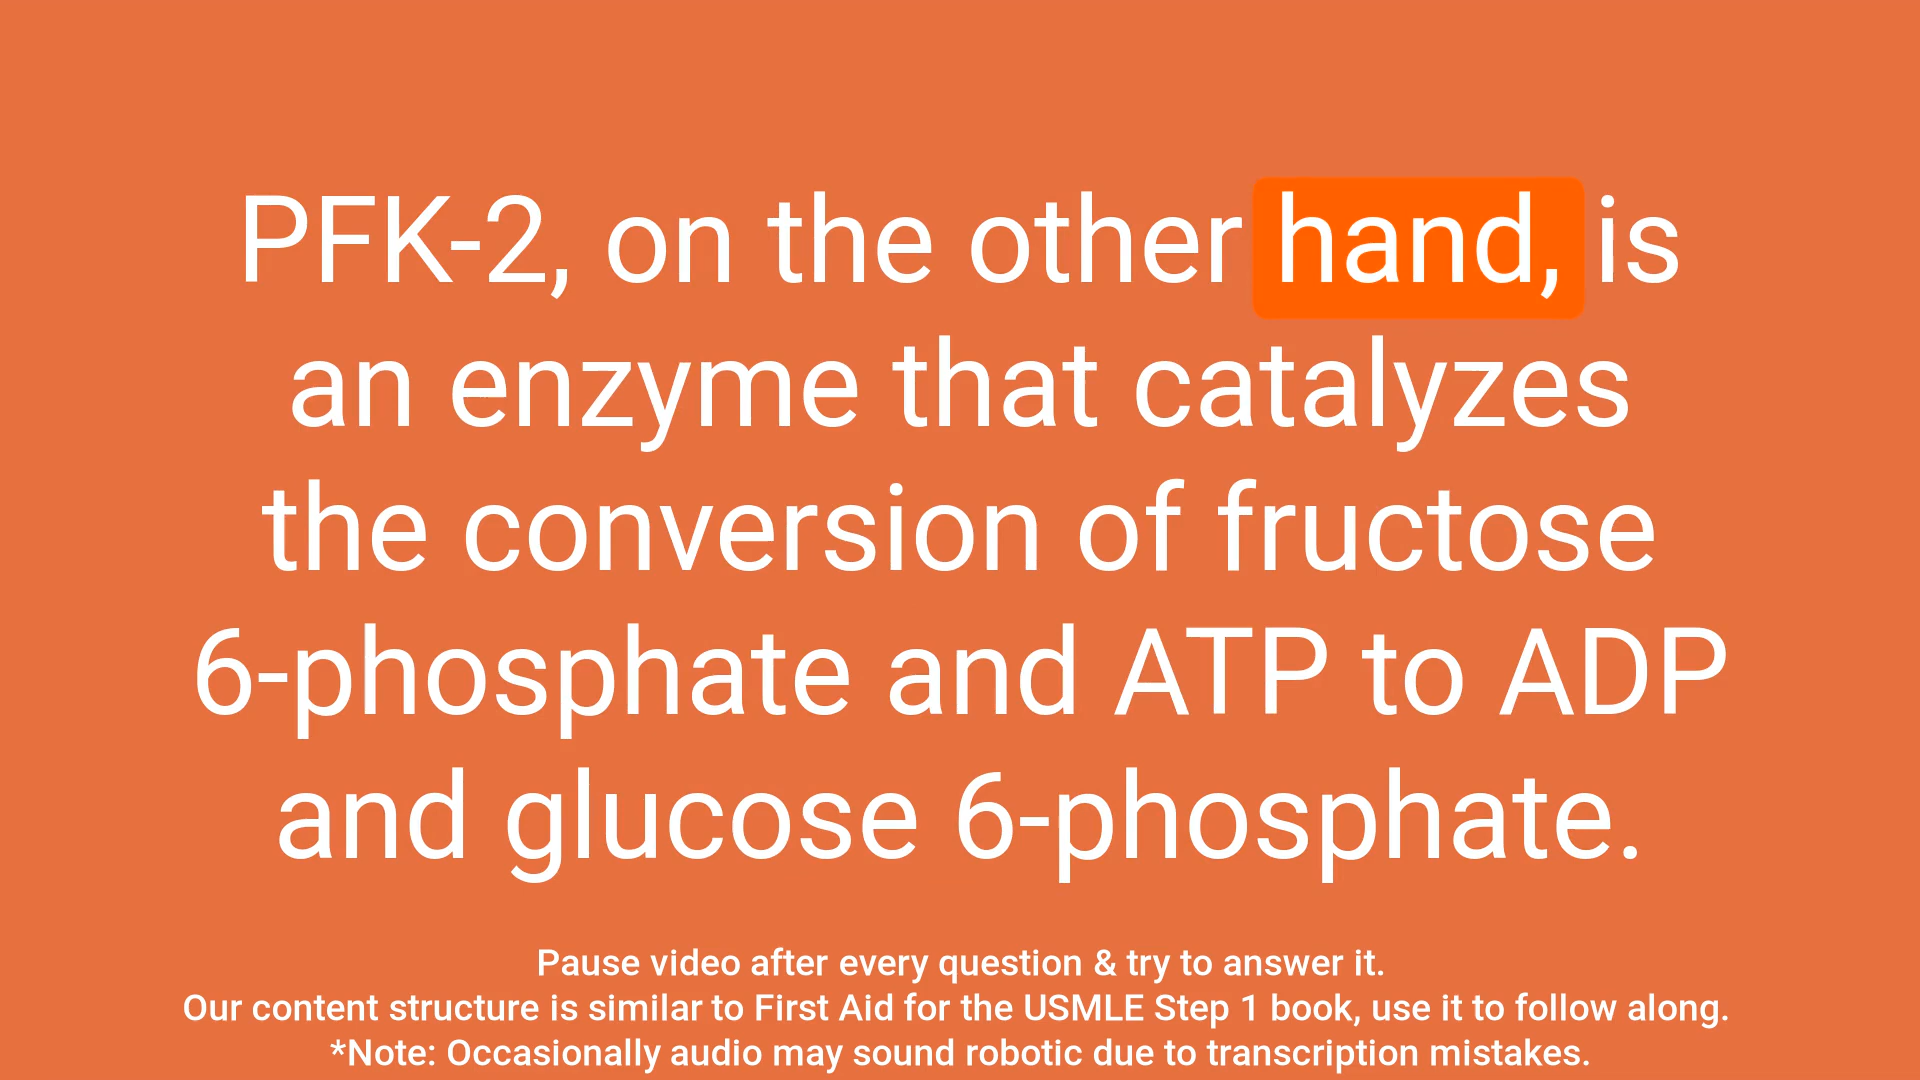 PFK-2, on the other hand, is
an enzyme that catalyzes
the conversion of fructose
6-phosphate and ATP to ADP
and glucose 6-phosphate.
Pause video after every question & try to answer it.
Our content structure is similar to First Aid for the USMLE Step 1 book, use it to follow along.
*Note: Occasionally audio may sound robotic due to transcription mistakes.